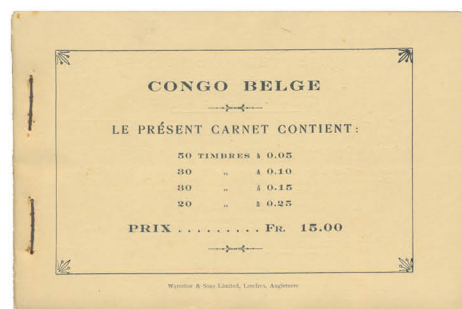 CONGO BELGE
LE PRÉSENT CARNET CONTIENT:
50 TIMBRES à 0.05
30 „ à 0.10
30 „ à 0.15
20 „ à 0.25
PRIX ......... FR. 15.00
Waterlow & Sons Limited, Londres, Angleterre